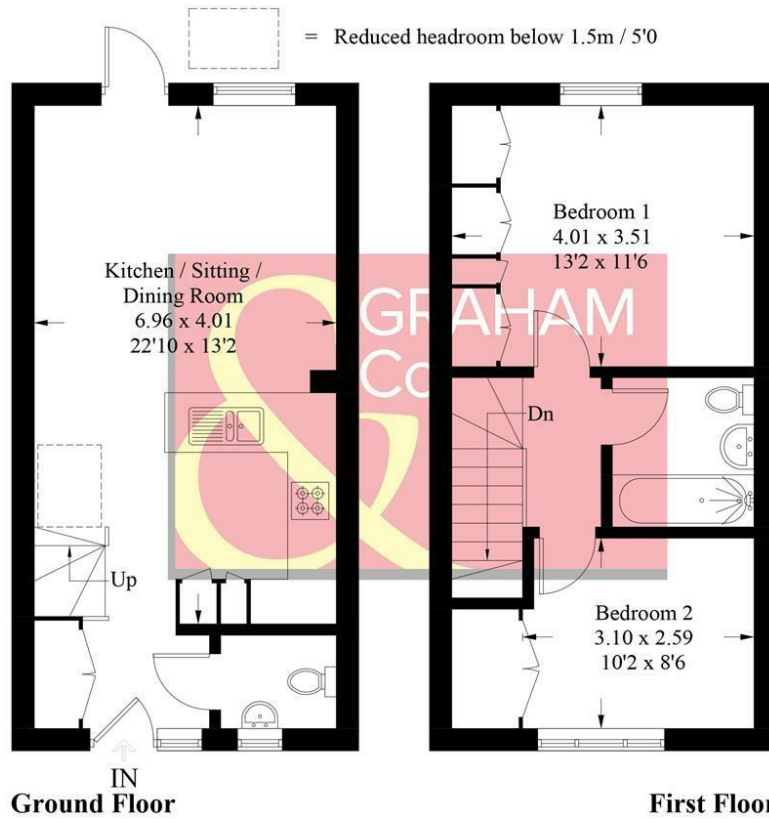 = Reduced headroom below 1.5m / 5'0
Kitchen / Sitting /
Dining Room
6.96 x 4.01
22'10 x 13'2
Up
IN
Ground Floor
Bedroom 1
4.01 x 3.51
13'2 x 11'6
GRAHAM
&
Dn
Bedroom 2
3.10 x 2.59
10'2 x 8'6
First Floor